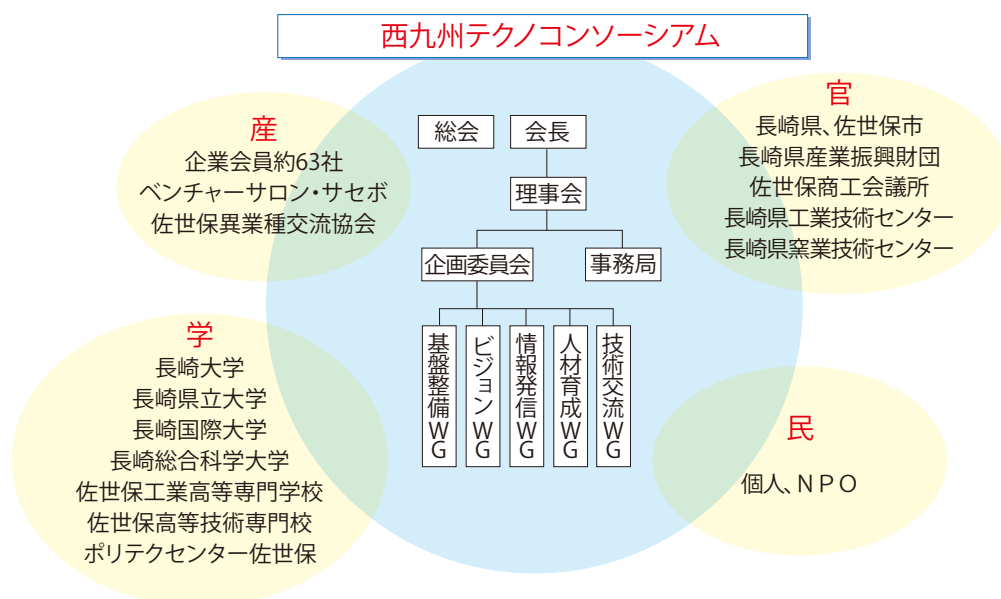 西九州テクノコンソーシアム
産
企業会員約63社
ベンチャーサロン・サセボ
佐世保異業種交流協会
総会
会長
理事会
企画委員会
事務局
基盤整備WG
ビジョンWG
情報発信WG
人材育成WG
技術交流WG
官
長崎県、佐世保市
長崎県産業振興財団
佐世保商工会議所
長崎県工業技術センター
長崎県窯業技術センター
学
長崎大学
長崎県立大学
長崎国際大学
長崎総合科学大学
佐世保工業高等専門学校
佐世保高等技術専門校
ポリテクセンター佐世保
民
個人、ＮＰＯ